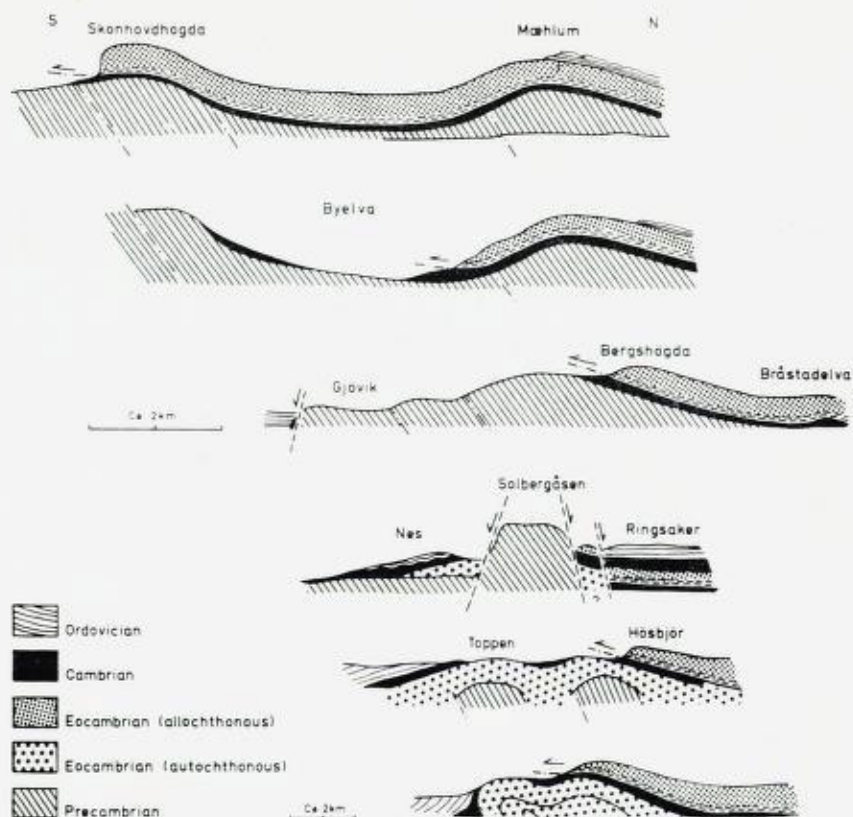 S
Skonhovdhøgda
Mæhlum
N
Byelva
Bergshøgda
Bråstadelva
Gjøvik
Ca 2km
Solbergåsen
Nes
Ringsaker
?
Ordovician
Toppen
Hösbjör
Cambrian
Eocambrian (allochthonous)
Eocambrian (autochthonous)
Precambrian
Ca 2km